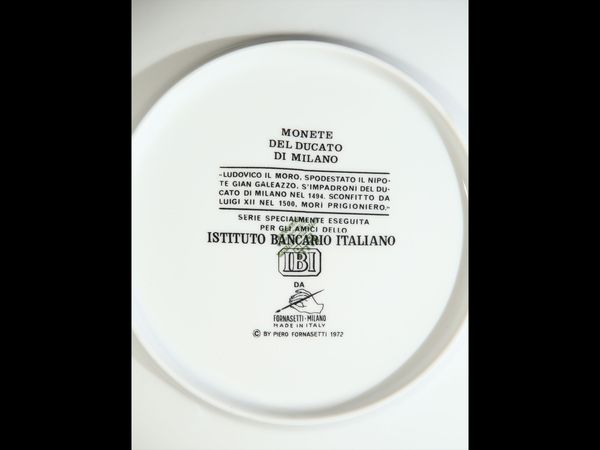 MONETE
DEL DUCATO
DI MILANO
«LUDOVICO IL MORO, SPODESTATO IL NIPO-
TE GIAN GALEAZZO, S'IMPADRONÌ DEL DU-
CATO DI MILANO NEL 1494. SCONFITTO DA
LUIGI XII NEL 1500, MORÌ PRIGIONIERO.»
SERIE SPECIALMENTE ESEGUITA
PER GLI AMICI DELLO
ISTITUTO BANCARIO ITALIANO
IBI
DA
FORNASETTI-MILANO
MADE IN ITALY
© BY PIERO FORNASETTI 1972